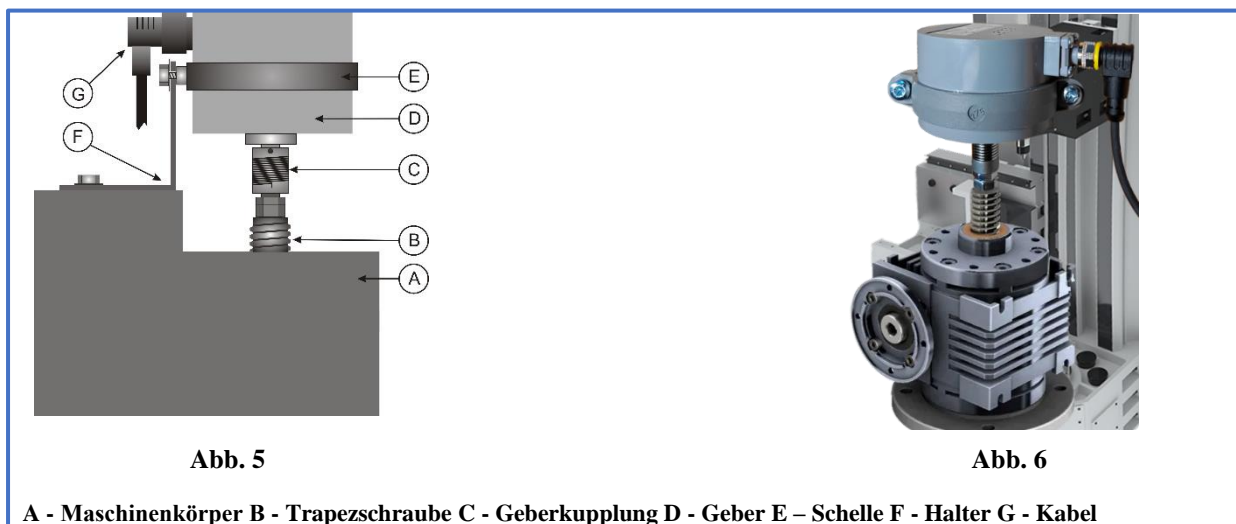 G
F
E
D
C
B
A
Abb. 5
Abb. 6
A - Maschinenkörper B - Trapezschraube C - Geberkupplung D - Geber E – Schelle F - Halter G - Kabel